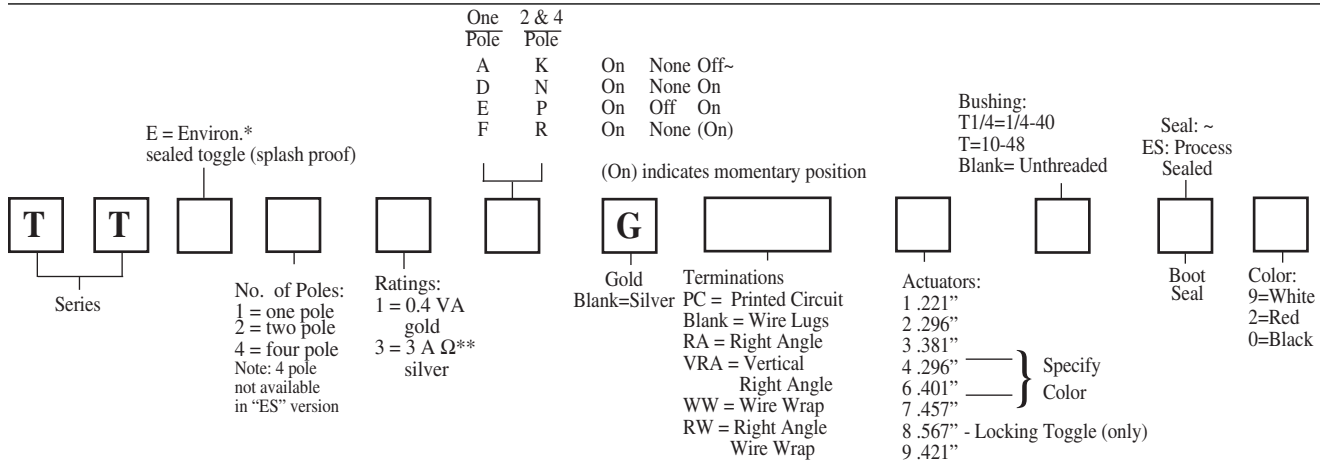 One 2 & 4
Pole Pole
A K On None Off~
D N On None On
E P On Off On
F R On None (On)
(On) indicates momentary position
E = Environ.*
sealed toggle (splash proof)
Bushing:
T1/4=1/4-40
T=10-48
Blank= Unthreaded
Seal: ~
ES: Process
Sealed
T T G
Series
No. of Poles:
1 = one pole
2 = two pole
4 = four pole
Note: 4 pole
not available
in “ES” version
Ratings:
1 = 0.4 VA
gold
3 = 3 A Ω**
silver
Gold
Blank=Silver
Terminations
PC = Printed Circuit
Blank = Wire Lugs
RA = Right Angle
VRA = Vertical
Right Angle
WW = Wire Wrap
RW = Right Angle
Wire Wrap
Actuators:
1 .221”
2 .296”
3 .381”
4 .296”
6 .401”
7 .457”
8 .567” - Locking Toggle (only)
9 .421”
Specify
Color
Boot
Seal
Color:
9=White
2=Red
0=Black